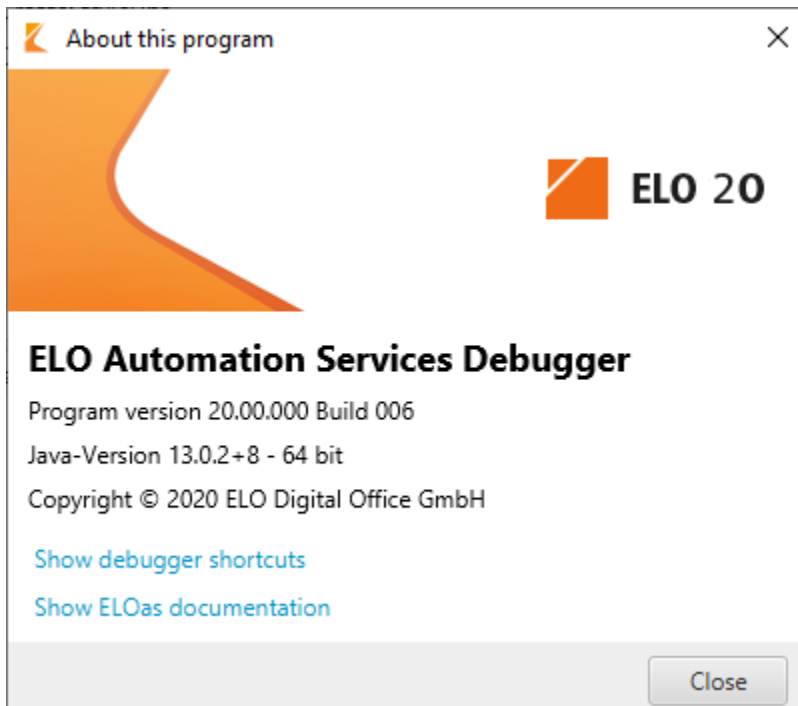 About this program
ELO 20
ELO Automation Services Debugger
Program version 20.00.000 Build 006
Java-Version 13.0.2+8 - 64 bit
Copyright © 2020 ELO Digital Office GmbH
Show debugger shortcuts
Show ELOas documentation
Close